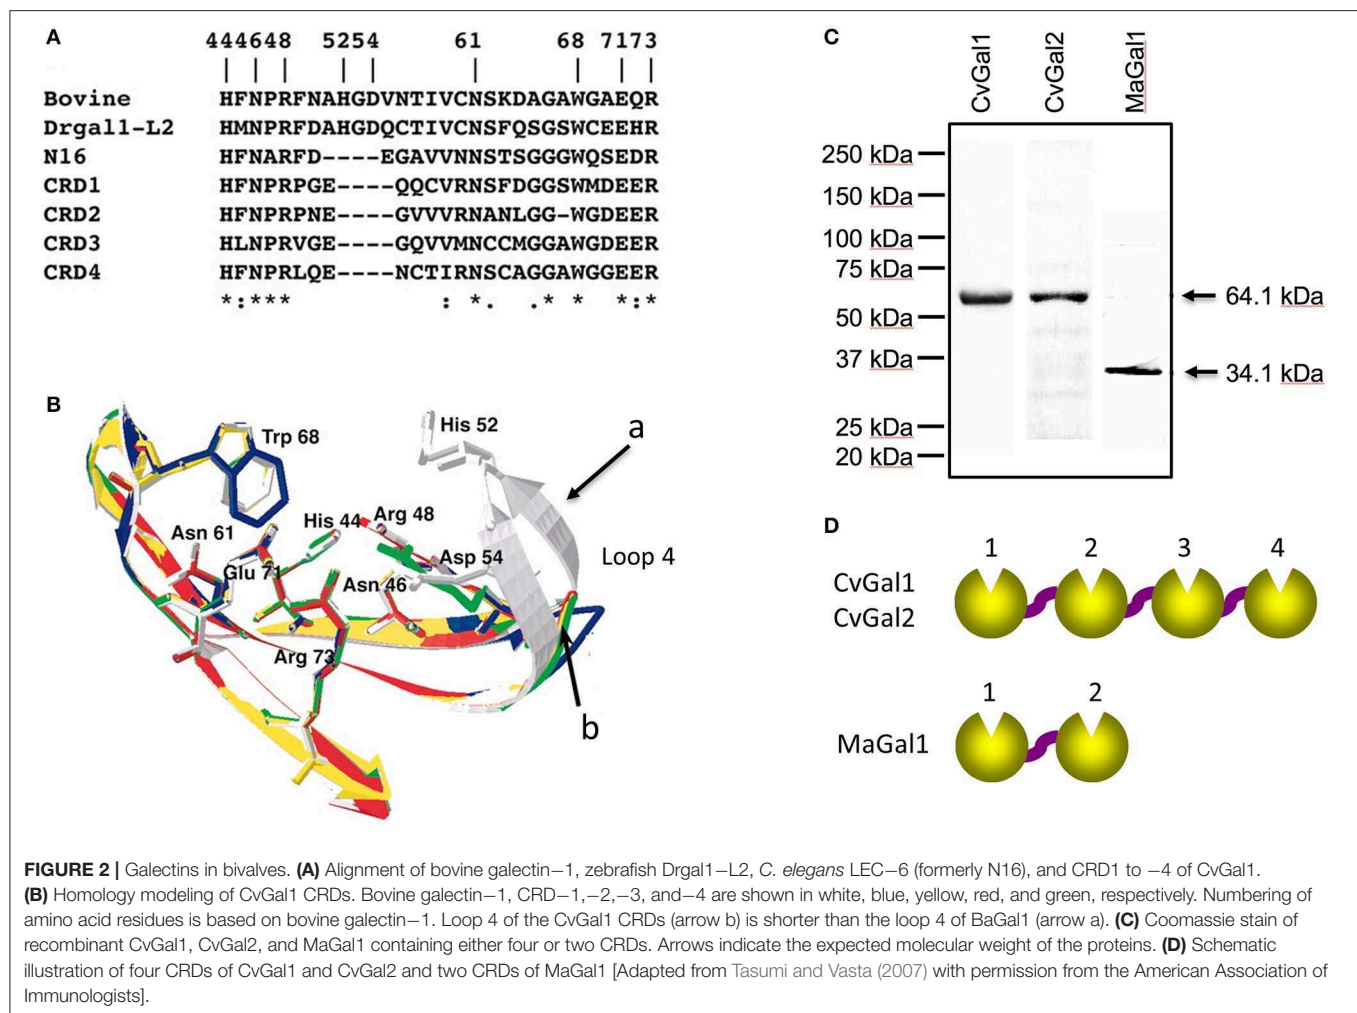 A
444648 5254 61 68 7173
Bovine HFNPRFNAHGDVNTIVCNSKDAGAWGAEQR
Drgal1-L2 HMNPRFDAHGDQCTIVCNSFQSGSWCEEHR
N16 HFNARFD----EGAVVNNSTSGGGWQSEDR
CRD1 HFNPRPGE----QQCVRNSFDGGSWMDEER
CRD2 HFNPRPNE----GVVVRNANLGG-WGDEER
CRD3 HLNPRVGE----GQVVMNCCMGGAWGDEER
CRD4 HFNPRLQE----NCTIRNSCAGGAWGGEER
*:*** :*. .* * *:*
B
Trp 68
His 52
a
Asn 61
His 44
Arg 48
Glu 71
Asn 46
Asp 54
Loop 4
Arg 73
b
C
CvGal1
CvGal2
MaGal1
250 kDa
150 kDa
100 kDa
75 kDa
64.1 kDa
50 kDa
37 kDa
34.1 kDa
25 kDa
20 kDa
D
1 2 3 4
CvGal1
CvGal2
1 2
MaGal1
FIGURE 2 | Galectins in bivalves. (A) Alignment of bovine galectin−1, zebrafish Drgal1−L2, C. elegans LEC−6 (formerly N16), and CRD1 to −4 of CvGal1.
(B) Homology modeling of CvGal1 CRDs. Bovine galectin−1, CRD−1,−2,−3, and−4 are shown in white, blue, yellow, red, and green, respectively. Numbering of
amino acid residues is based on bovine galectin−1. Loop 4 of the CvGal1 CRDs (arrow b) is shorter than the loop 4 of BaGal1 (arrow a). (C) Coomassie stain of
recombinant CvGal1, CvGal2, and MaGal1 containing either four or two CRDs. Arrows indicate the expected molecular weight of the proteins. (D) Schematic
illustration of four CRDs of CvGal1 and CvGal2 and two CRDs of MaGal1 [Adapted from Tasumi and Vasta (2007) with permission from the American Association of
Immunologists].